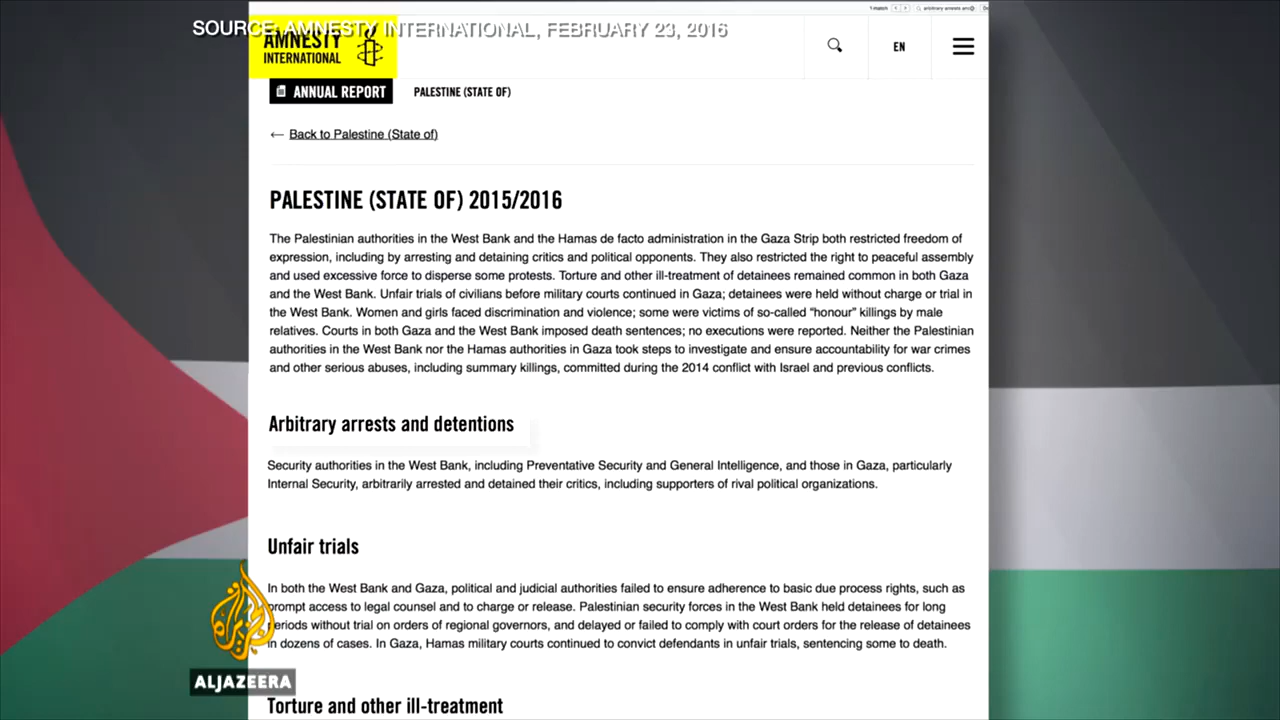 1 match
arbitrary arrests and
SOURCE: AMNESTY INTERNATIONAL, FEBRUARY 23, 2016
AMNESTY
INTERNATIONAL
EN
ANNUAL REPORT
PALESTINE (STATE OF)
← Back to Palestine (State of)
PALESTINE (STATE OF) 2015/2016
The Palestinian authorities in the West Bank and the Hamas de facto administration in the Gaza Strip both restricted freedom of
expression, including by arresting and detaining critics and political opponents. They also restricted the right to peaceful assembly
and used excessive force to disperse some protests. Torture and other ill-treatment of detainees remained common in both Gaza
and the West Bank. Unfair trials of civilians before military courts continued in Gaza; detainees were held without charge or trial in
the West Bank. Women and girls faced discrimination and violence; some were victims of so-called “honour” killings by male
relatives. Courts in both Gaza and the West Bank imposed death sentences; no executions were reported. Neither the Palestinian
authorities in the West Bank nor the Hamas authorities in Gaza took steps to investigate and ensure accountability for war crimes
and other serious abuses, including summary killings, committed during the 2014 conflict with Israel and previous conflicts.
Arbitrary arrests and detentions
Security authorities in the West Bank, including Preventative Security and General Intelligence, and those in Gaza, particularly
Internal Security, arbitrarily arrested and detained their critics, including supporters of rival political organizations.
Unfair trials
In both the West Bank and Gaza, political and judicial authorities failed to ensure adherence to basic due process rights, such as
prompt access to legal counsel and to charge or release. Palestinian security forces in the West Bank held detainees for long
periods without trial on orders of regional governors, and delayed or failed to comply with court orders for the release of detainees
in dozens of cases. In Gaza, Hamas military courts continued to convict defendants in unfair trials, sentencing some to death.
ALJAZEERA
Torture and other ill-treatment